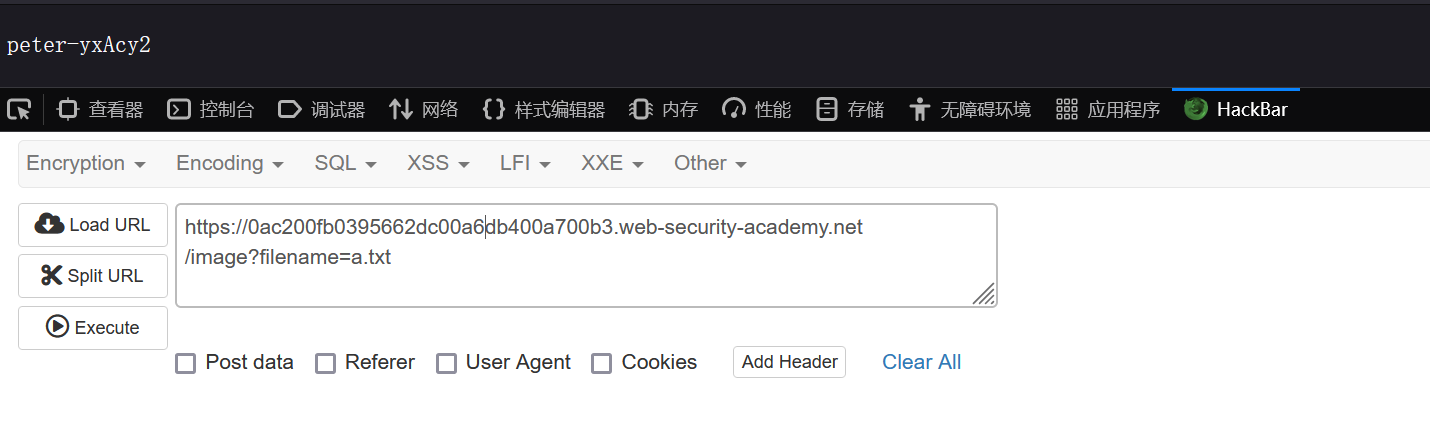 peter-yxAcy2
查看器 控制台 调试器 网络 样式编辑器 内存 性能 存储 无障碍环境 应用程序 HackBar
Encryption Encoding SQL XSS LFI XXE Other
Load URL
Split URL
Execute
https://0ac200fb0395662dc00a6db400a700b3.web-security-academy.net
/image?filename=a.txt
Post data Referer User Agent Cookies Add Header Clear All